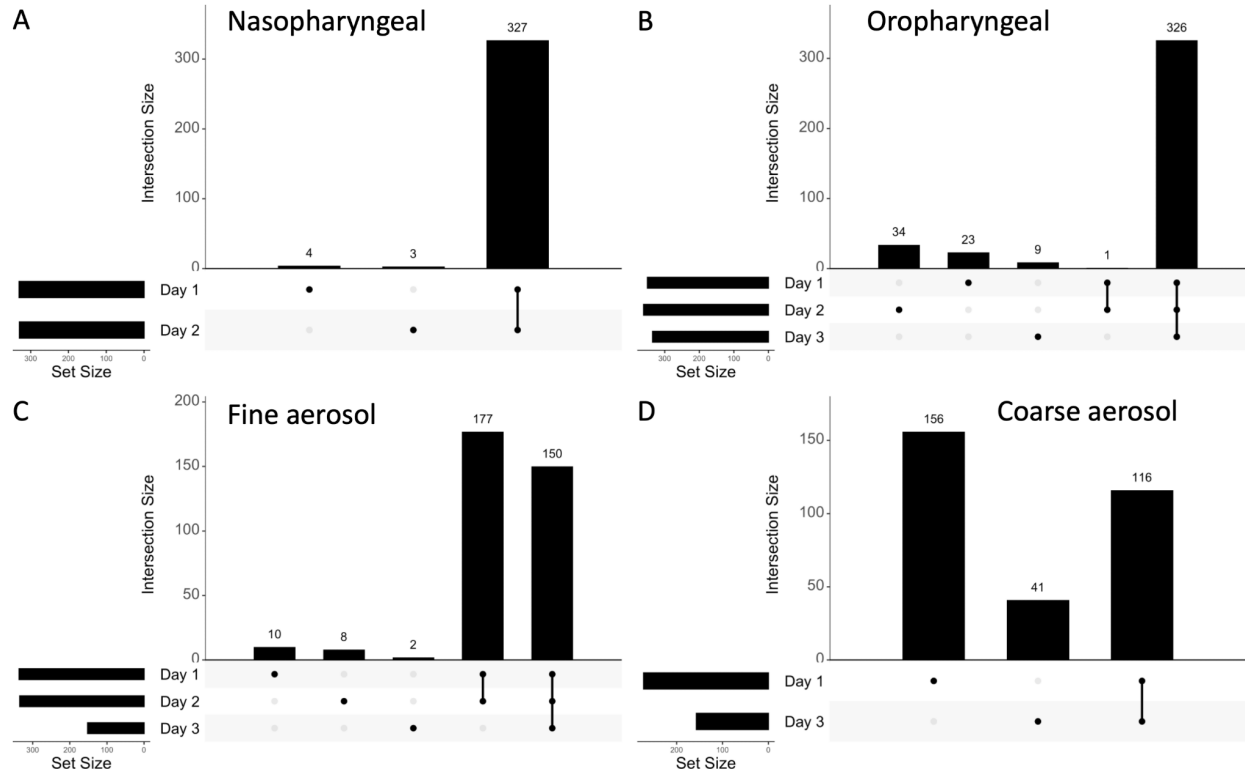 A
Nasopharyngeal
Intersection Size
300
200
100
0
4
3
327
Day 1
Day 2
300
200
100
0
Set Size
B
Oropharyngeal
Intersection Size
300
200
100
0
34
23
9
1
326
Day 1
Day 2
Day 3
300
200
100
0
Set Size
C
Fine aerosol
Intersection Size
200
150
100
50
0
10
8
2
177
150
Day 1
Day 2
Day 3
300
200
100
0
Set Size
D
Coarse aerosol
Intersection Size
150
100
50
0
156
41
116
Day 1
Day 3
200
100
0
Set Size